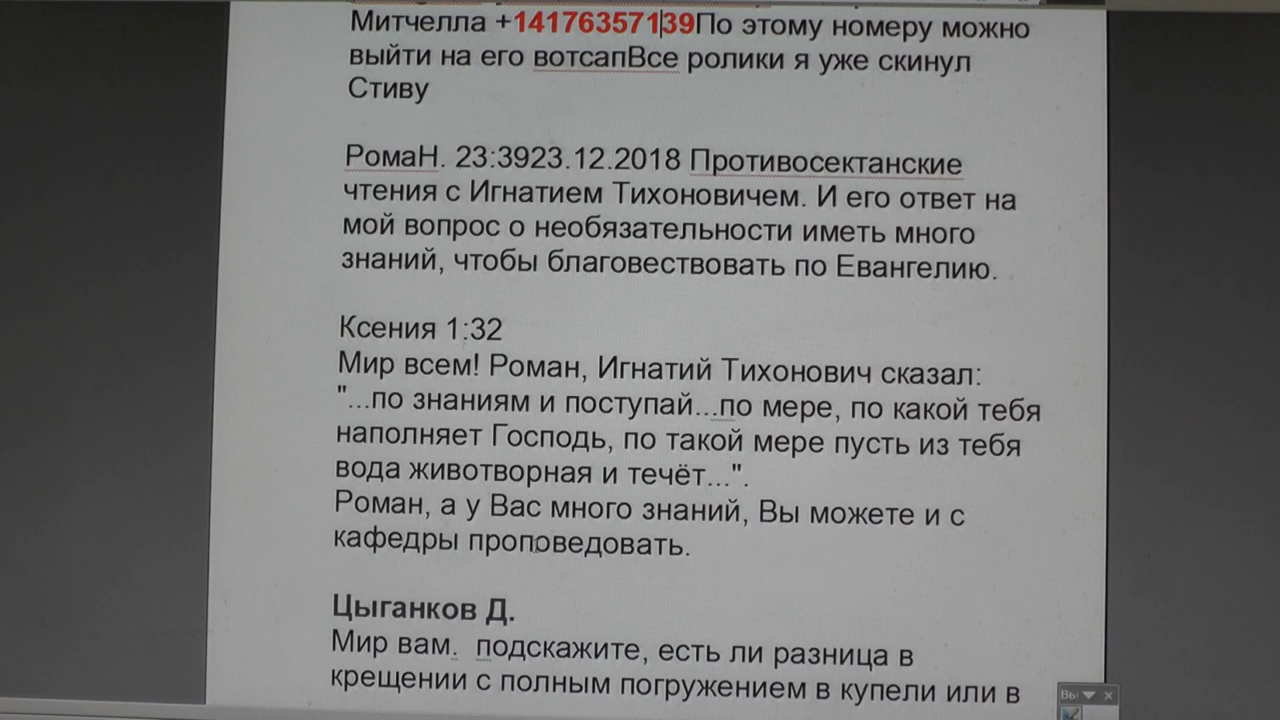 Митчелла +14176357139По этому номеру можно
выйти на его вотсапВсе ролики я уже скинул
Стиву
РомаН. 23:3923.12.2018 Противосектанские
чтения с Игнатием Тихоновичем. И его ответ на
мой вопрос о необязательности иметь много
знаний, чтобы благовествовать по Евангелию.
Ксения 1:32
Мир всем! Роман, Игнатий Тихонович сказал:
"...по знаниям и поступай...по мере, по какой тебя
наполняет Господь, по такой мере пусть из тебя
вода животворная и течёт...".
Роман, а у Вас много знаний, Вы можете и с
кафедры проповедовать.
Цыганков Д.
Мир вам.  подскажите, есть ли разница в
крещении с полным погружением в купели или в
Вы